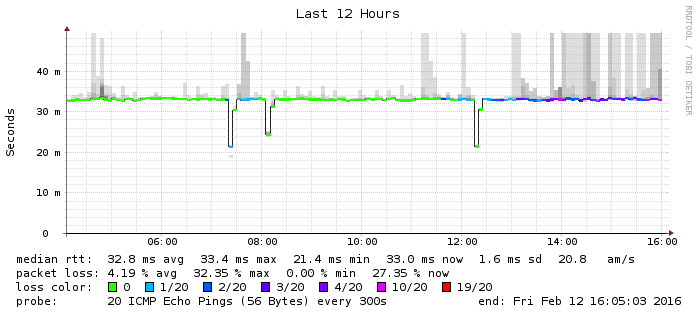 Last 12 Hours
RRDTOOL / TOBI OETIKER
Seconds
40 m
30 m
20 m
10 m
0
06:00 08:00 10:00 12:00 14:00 16:00
median rtt: 32.8 ms avg 33.4 ms max 21.4 ms min 33.0 ms now 1.6 ms sd 20.8 am/s
packet loss: 4.19 % avg 32.35 % max 0.00 % min 27.35 % now
loss color: 0 1/20 2/20 3/20 4/20 10/20 19/20
probe: 20 ICMP Echo Pings (56 Bytes) every 300s end: Fri Feb 12 16:05:03 2016